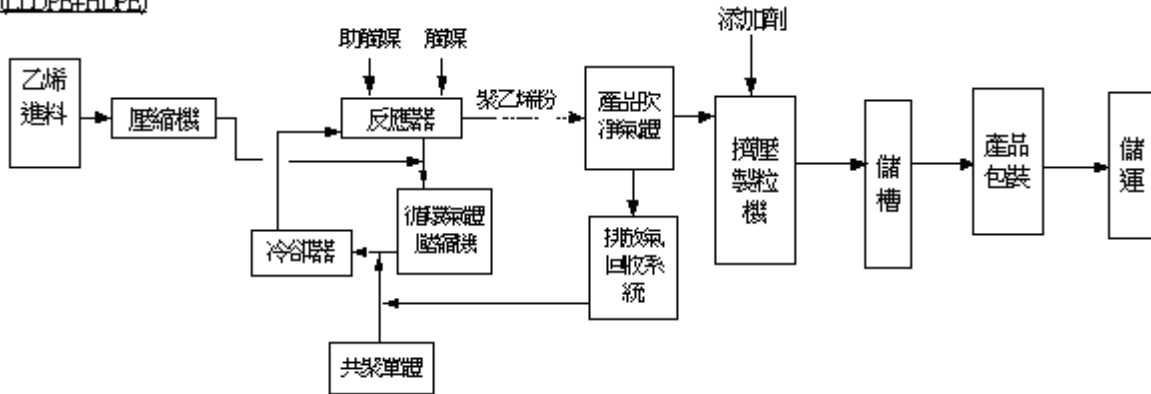 (LLDPE+HDPE)
添加劑
助觸媒
觸媒
乙烯
進料
壓縮機
反應器
聚乙烯粉
產品吹
淨氣體
擠壓
製粒
機
儲
槽
產品
包裝
儲
運
循環氣體
壓縮機
冷卻器
排放氣
回收系
統
共聚單體